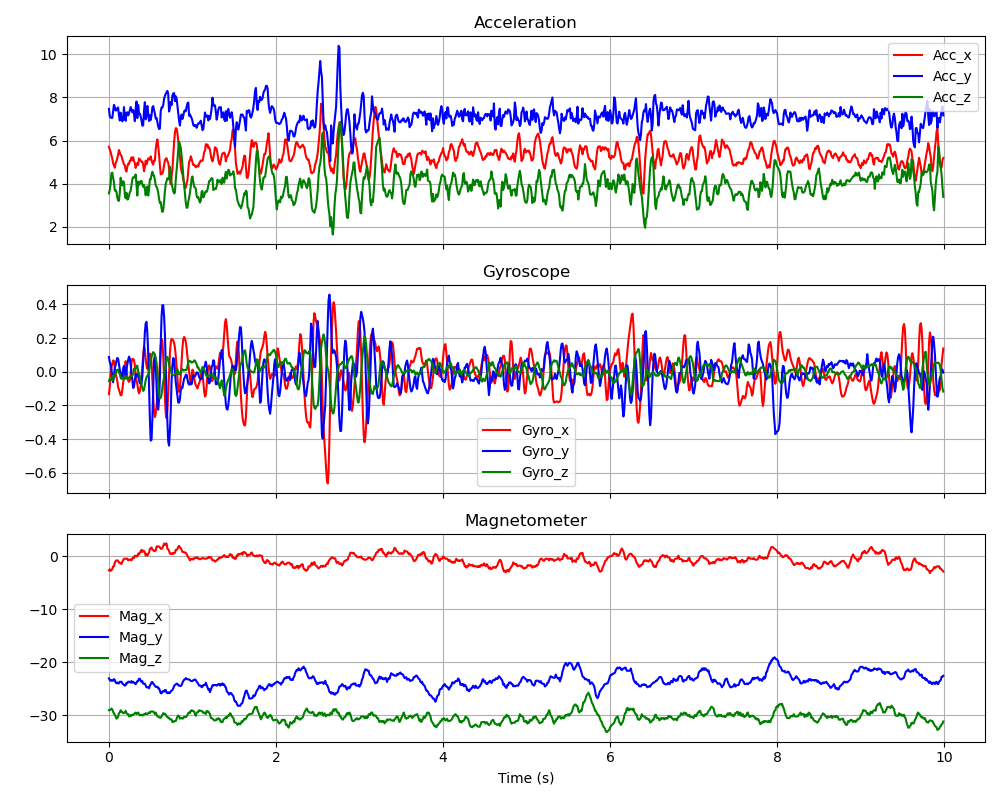 Acceleration
10
8
6
4
2
Acc_x
Acc_y
Acc_z
Gyroscope
0.4
0.2
0.0
−0.2
−0.4
−0.6
Gyro_x
Gyro_y
Gyro_z
Magnetometer
0
−10
−20
−30
Mag_x
Mag_y
Mag_z
0 2 4 6 8 10
Time (s)